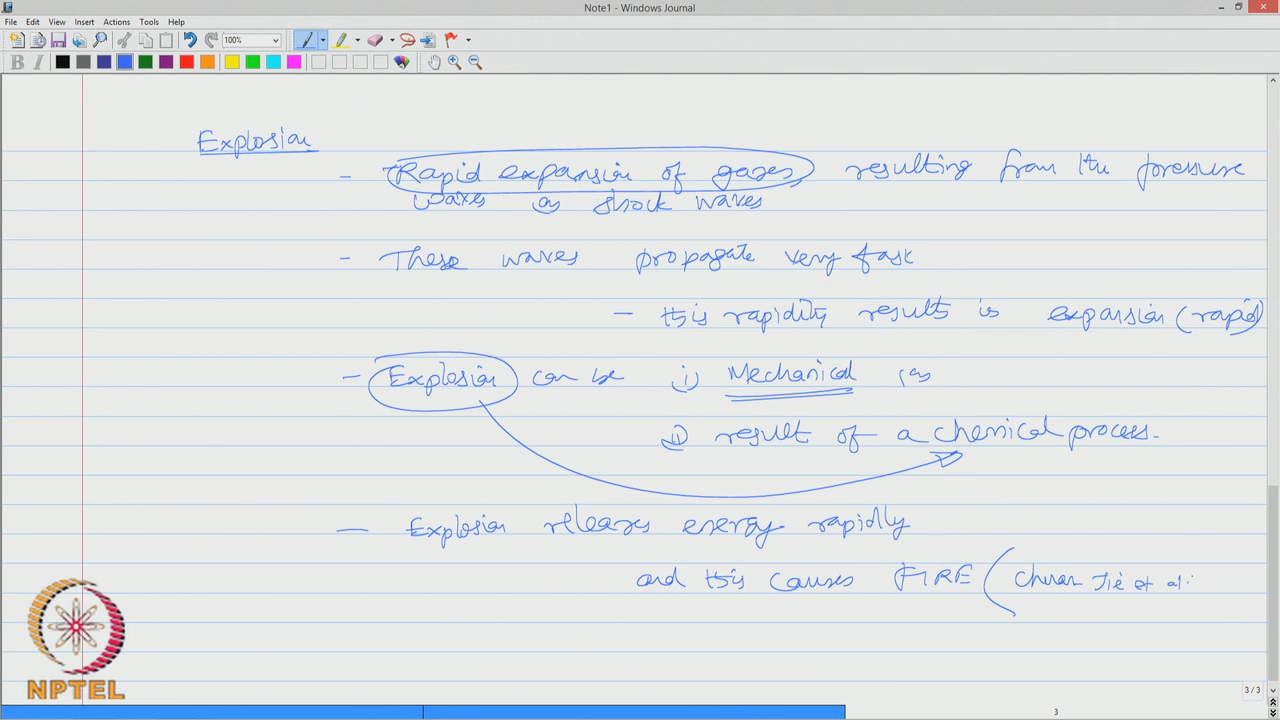 Note1 - Windows Journal
File Edit View Insert Actions Tools Help
100%
B I
Explosion
- Rapid expansion of gases, resulting from the pressure
waves or shock waves
- These waves propagate very fast
- this rapidity results is expansion (rapid)
- Explosion can be i) Mechanical (or)
ii) result of a chemical process.
- Explosion releases energy rapidly
and this causes FIRE (Chuan Jie et al.
NPTEL
3/3
3